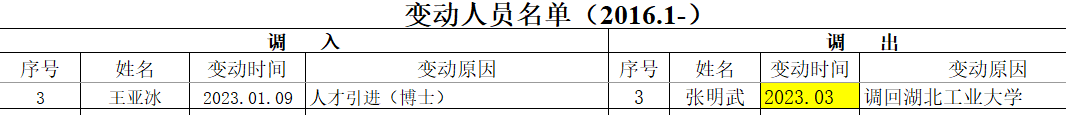 变动人员名单（2016.1-）
调 入 调 出
序号 姓名 变动时间 变动原因 序号 姓名 变动时间 变动原因
3 王亚冰 2023.01.09 人才引进（博士） 3 张明武 2023.03 调回湖北工业大学